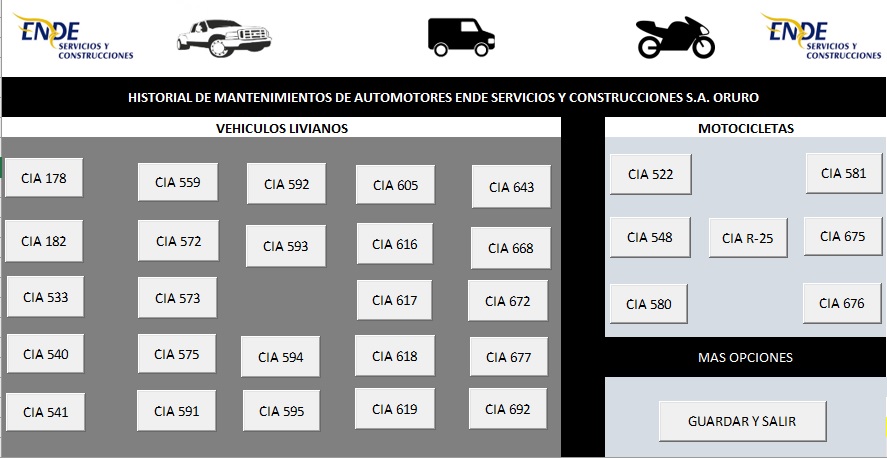 ENDE
SERVICIOS Y
CONSTRUCCIONES
ENDE
SERVICIOS Y
CONSTRUCCIONES
HISTORIAL DE MANTENIMIENTOS DE AUTOMOTORES ENDE SERVICIOS Y CONSTRUCCIONES S.A. ORURO
VEHICULOS LIVIANOS
CIA 178 CIA 559 CIA 592 CIA 605 CIA 643
CIA 182 CIA 572 CIA 593 CIA 616 CIA 668
CIA 533 CIA 573 CIA 617 CIA 672
CIA 540 CIA 575 CIA 594 CIA 618 CIA 677
CIA 541 CIA 591 CIA 595 CIA 619 CIA 692
MOTOCICLETAS
CIA 522 CIA 581
CIA 548 CIA R-25 CIA 675
CIA 580 CIA 676
MAS OPCIONES
GUARDAR Y SALIR